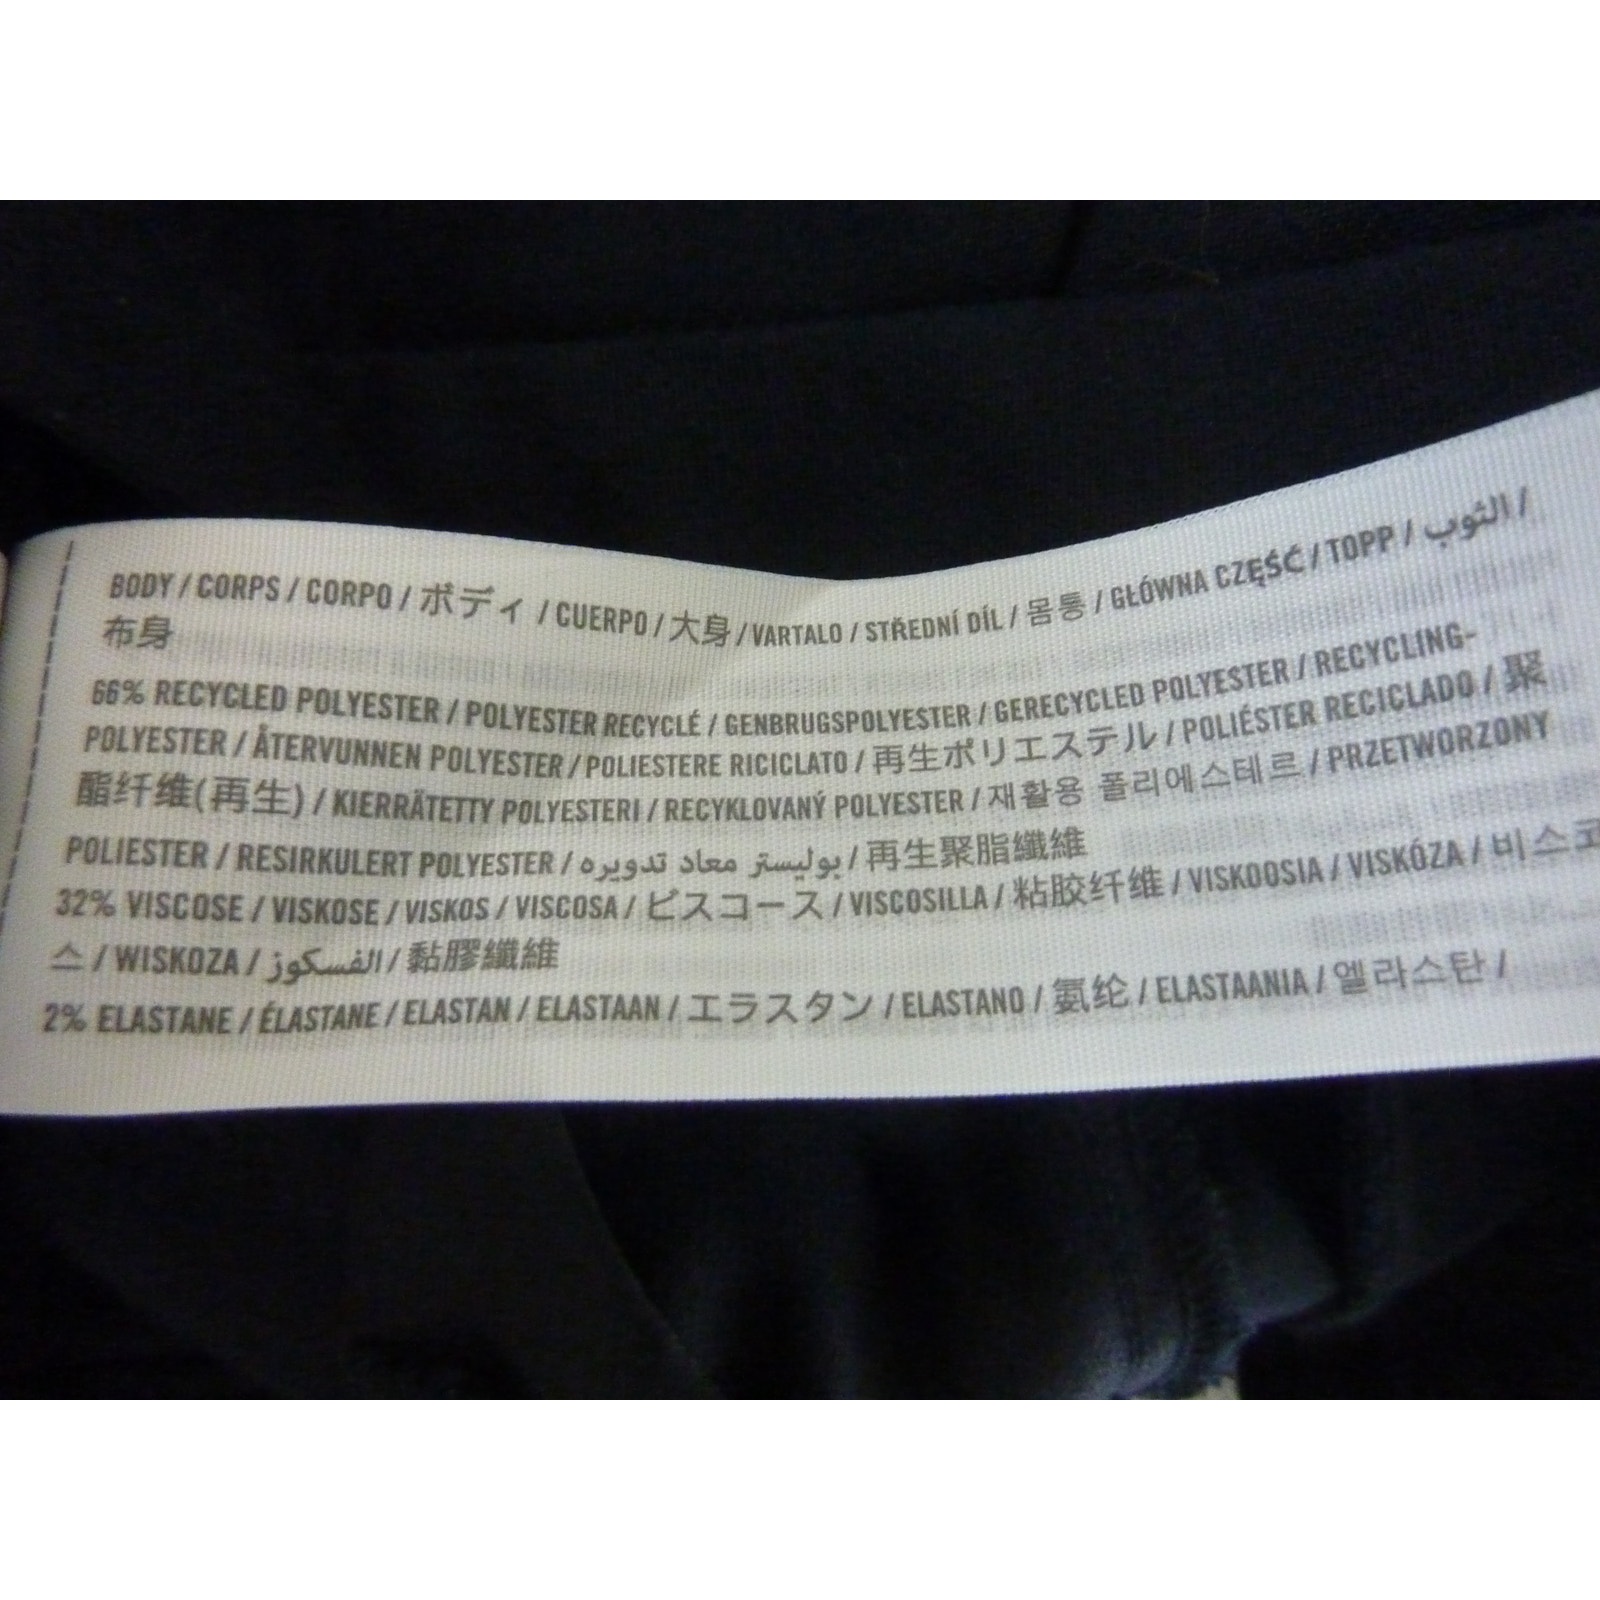 BODY / CORPS / CORPO / ボディ / CUERPO / 大身 / VARTALO / STŘEDNÍ DÍL / 몸통 / GŁÓWNA CZĘŚĆ / TOPP / الثوب /
布身
66% RECYCLED POLYESTER / POLYESTER RECYCLÉ / GENBRUGSPOLYESTER / GERECYCLED POLYESTER / RECYCLING-
POLYESTER / ÅTERVUNNEN POLYESTER / POLIESTERE RICICLATO / 再生ポリエステル / POLIÉSTER RECICLADO / 聚
酯纤维(再生) / KIERRÄTETTY POLYESTERI / RECYKLOVANÝ POLYESTER / 재활용 폴리에스테르 / PRZETWORZONY
POLIESTER / RESIRKULERT POLYESTER / بوليستر معاد تدويره / 再生聚脂纖維
32% VISCOSE / VISKOSE / VISKOS / VISCOSA / ビスコース / VISCOSILLA / 粘胶纤维 / VISKOOSIA / VISKÓZA / 비스코
스 / WISKOZA / الفسكوز / 黏膠纖維
2% ELASTANE / ÉLASTANE / ELASTAN / ELASTAAN / エラスタン / ELASTANO / 氨纶 / ELASTAANIA / 엘라스탄 /